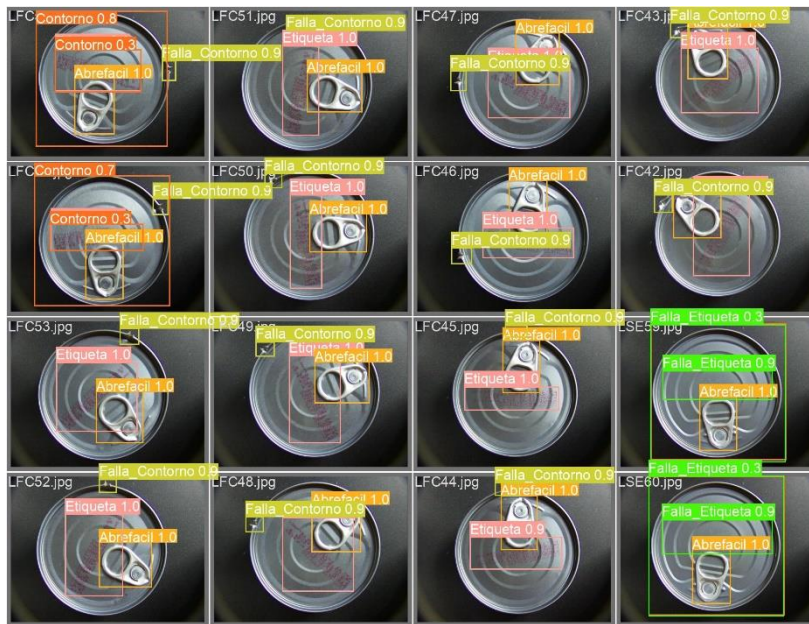 Contorno 0.8
Contorno 0.3
Falla_Contorno 0.9
Abrefacil 1.0
LFC51.jpg
Falla_Contorno 0.9
Etiqueta 1.0
Abrefacil 1.0
LFC47.jpg
Abrefacil 1.0
Falla_Contorno 0.9
LFC43.jpg
Falla_Contorno 0.9
Abrefacil 1.0
Etiqueta 1.0
Contorno 0.7
Falla_Contorno 0.9
Contorno 0.3
Abrefacil 1.0
LFC50.jpg
Falla_Contorno 0.9
Etiqueta 1.0
Abrefacil 1.0
LFC46.jpg
Abrefacil 1.0
Etiqueta 1.0
Falla_Contorno 0.9
LFC42.jpg
Falla_Contorno 0.9
LFC53.jpg
Falla_Contorno 0.9
Etiqueta 1.0
Abrefacil 1.0
LFC49.jpg
Falla_Contorno 0.9
Etiqueta 1.0
Abrefacil 1.0
LFC45.jpg
Falla_Contorno 0.9
Abrefacil 1.0
Etiqueta 1.0
LSE59.jpg
Falla_Etiqueta 0.3
Falla_Etiqueta 0.9
Abrefacil 1.0
LFC52.jpg
Falla_Contorno 0.9
Etiqueta 1.0
Abrefacil 1.0
LFC48.jpg
Falla_Contorno 0.9
Abrefacil 1.0
LFC44.jpg
Falla_Contorno 0.9
Abrefacil 1.0
Etiqueta 0.9
LSE60.jpg
Falla_Etiqueta 0.3
Falla_Etiqueta 0.9
Abrefacil 1.0